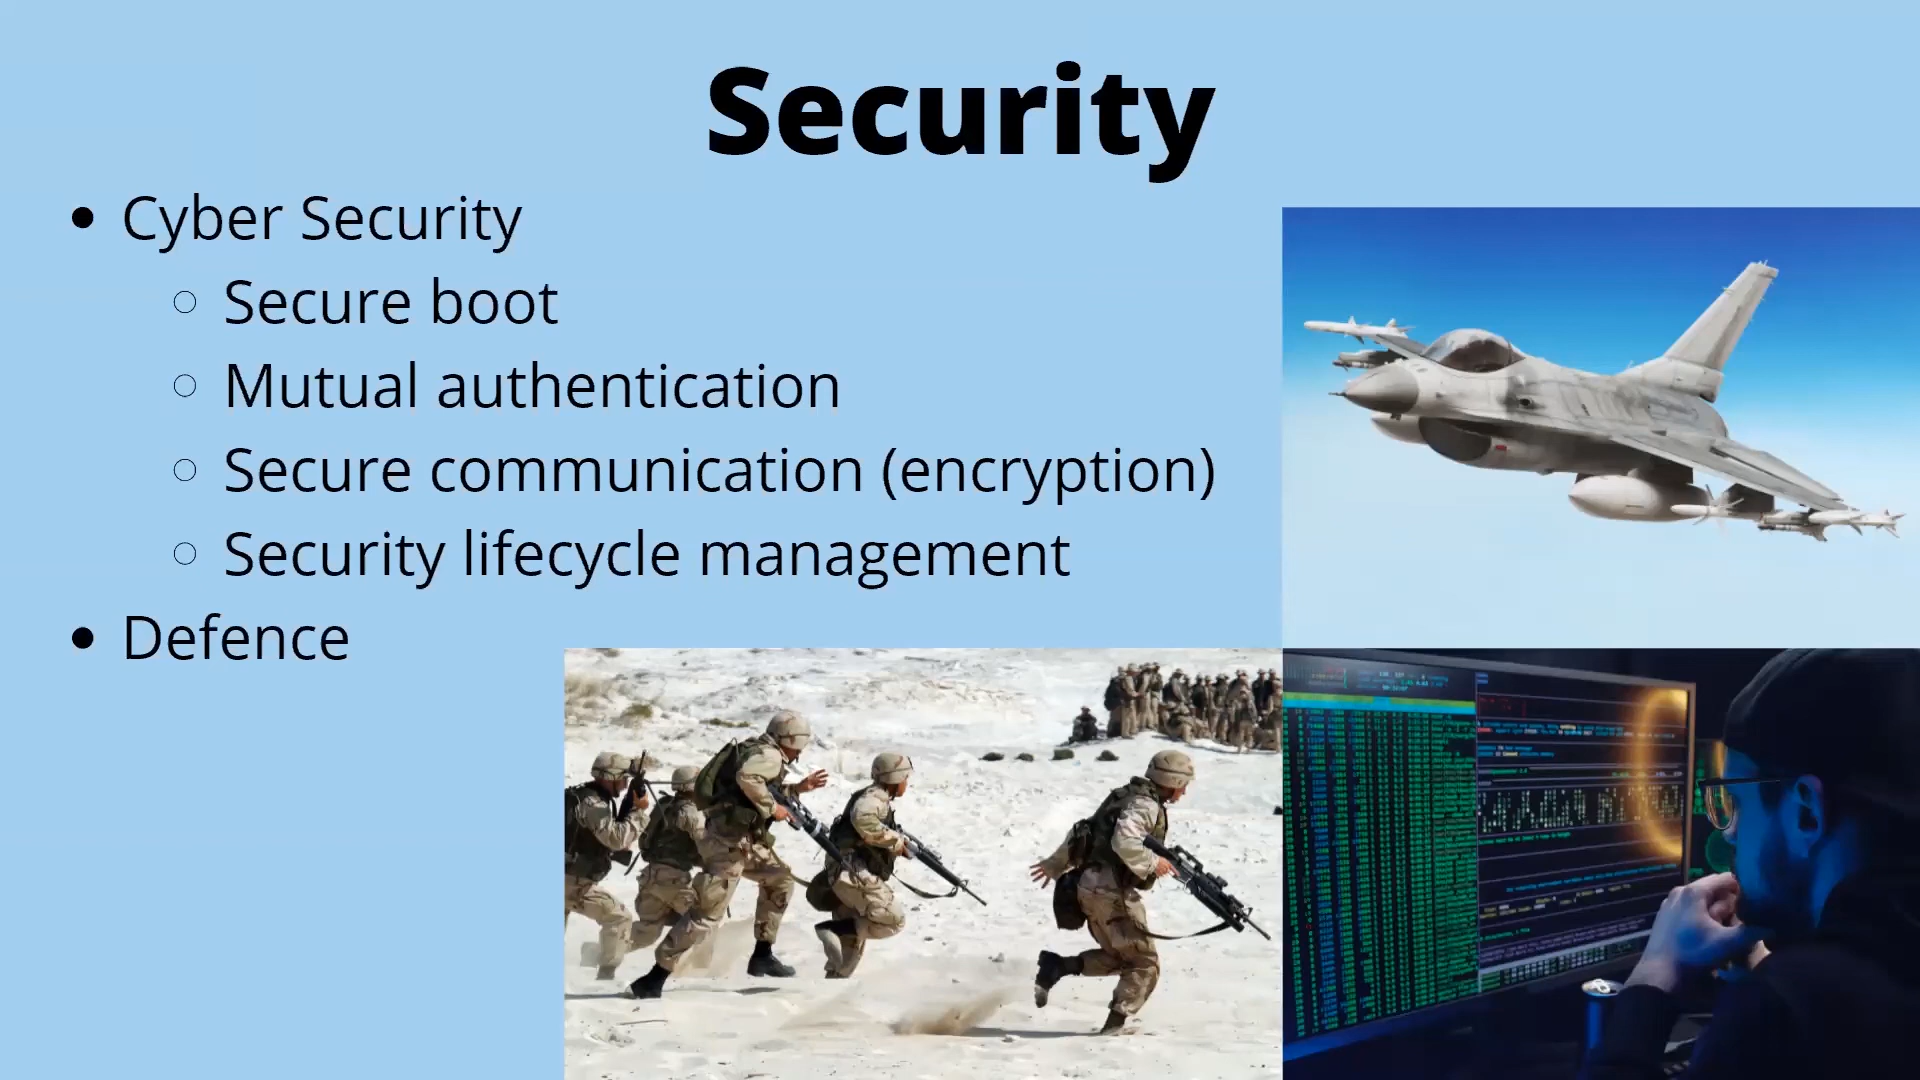 Security
Cyber Security
Secure boot
Mutual authentication
Secure communication (encryption)
Security lifecycle management
Defence